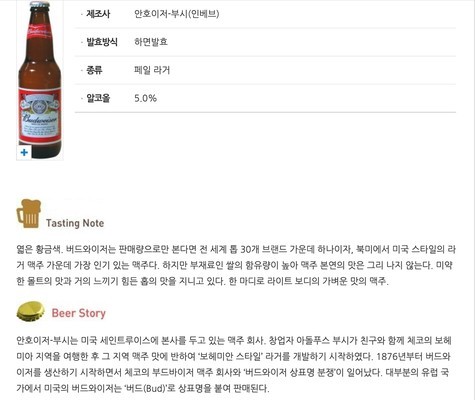 · 제조사 안호이저-부시(인베브)
· 발효방식 하면발효
· 종류 페일 라거
· 알코올 5.0%
Budweiser
Tasting Note
엷은 황금색. 버드와이저는 판매량으로만 본다면 전 세계 톱 30개 브랜드 가운데 하나이자, 북미에서 미국 스타일의 라
거 맥주 가운데 가장 인기 있는 맥주다. 하지만 부재료인 쌀의 함유량이 높아 맥주 본연의 맛은 그리 나지 않는다. 미약
한 몰트의 맛과 거의 느끼기 힘든 홉의 맛을 지니고 있다. 한 마디로 라이트 보디의 가벼운 맛의 맥주.
Beer Story
안호이저-부시는 미국 세인트루이스에 본사를 두고 있는 맥주 회사. 창업자 아돌푸스 부시가 친구와 함께 체코의 보헤
미아 지역을 여행한 후 그 지역 맥주 맛에 반하여 '보헤미안 스타일' 라거를 개발하기 시작하였다. 1876년부터 버드와
이저를 생산하기 시작하면서 체코의 부드바이저 맥주 회사와 '버드와이저 상표명 분쟁'이 일어났다. 대부분의 유럽 국
가에서 미국의 버드와이저는 '버드(Bud)'로 상표명을 붙여 판매된다.